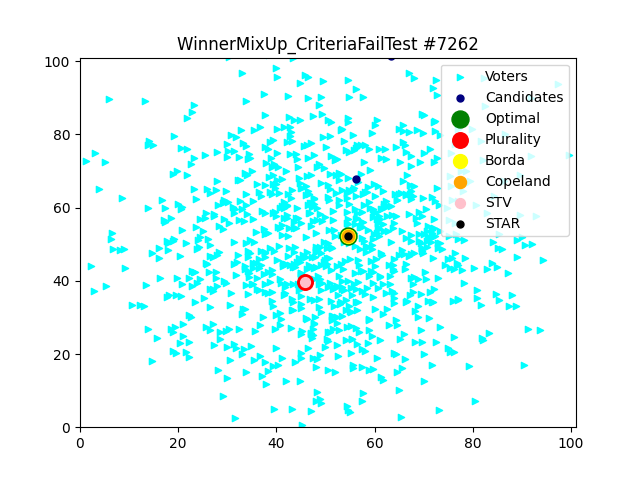 WinnerMixUp_CriteriaFailTest #7262
100
80
60
40
20
0
0 20 40 60 80 100
Voters
Candidates
Optimal
Plurality
Borda
Copeland
STV
STAR